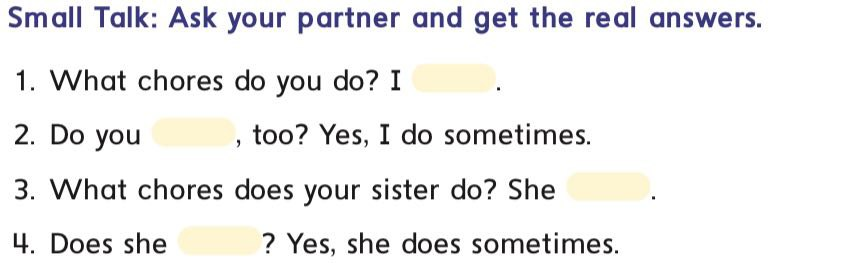 Small Talk: Ask your partner and get the real answers.
1. What chores do you do? I .
2. Do you , too? Yes, I do sometimes.
3. What chores does your sister do? She .
4. Does she ? Yes, she does sometimes.